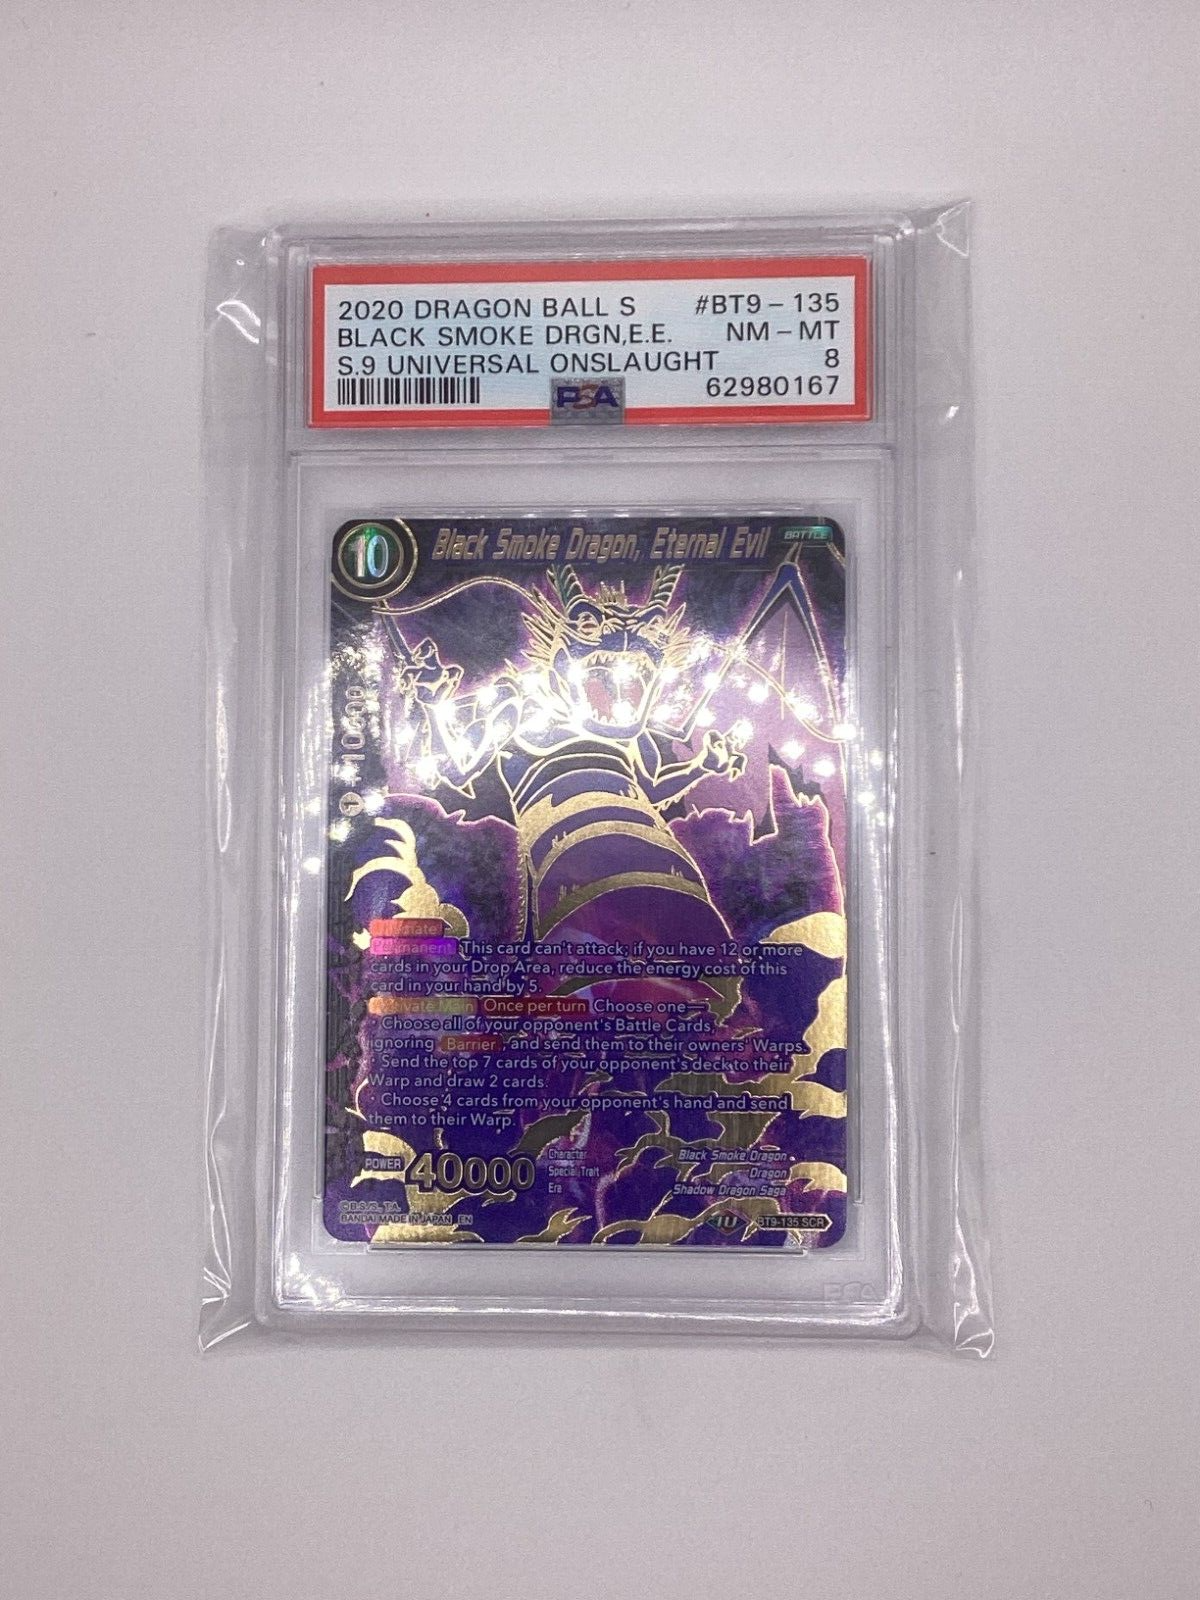 2020 DRAGON BALL S #BT9-135
BLACK SMOKE DRGN,E.E. NM-MT
S.9 UNIVERSAL ONSLAUGHT 8
PSA 62980167
10 Black Smoke Dragon, Eternal Evil BATTLE
+10000
Ultimate
Permanent This card can't attack; if you have 12 or more
cards in your Drop Area, reduce the energy cost of this
card in your hand by 5.
Activate Main Once per turn Choose one—
・Choose all of your opponent's Battle Cards,
ignoring Barrier, and send them to their owners' Warps.
・Send the top 7 cards of your opponent's deck to their
Warp and draw 2 cards.
・Choose 4 cards from your opponent's hand and send
them to their Warp.
POWER 40000
Character Black Smoke Dragon
Special Trait Dragon
Era Shadow Dragon Saga
©B.S./S., T.A.
BANDAI MADE IN JAPAN EN
BT9-135 SCR
PSA